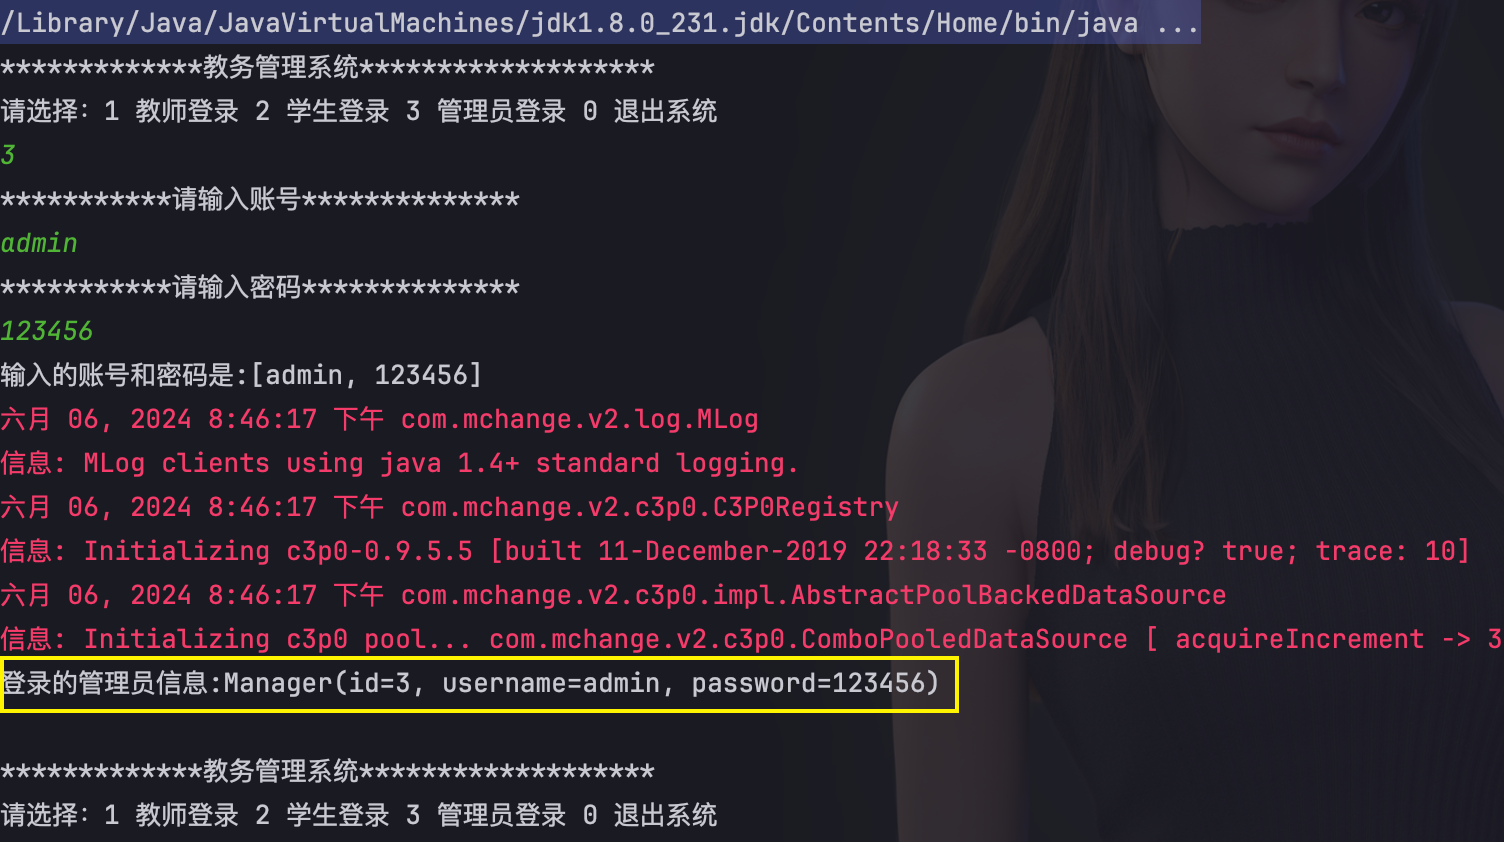 /Library/Java/JavaVirtualMachines/jdk1.8.0_231.jdk/Contents/Home/bin/java ...
*************教务管理系统*******************
请选择: 1 教师登录 2 学生登录 3 管理员登录 0 退出系统
3
***********请输入账号**************
admin
***********请输入密码**************
123456
输入的账号和密码是:[admin, 123456]
六月 06, 2024 8:46:17 下午 com.mchange.v2.log.MLog
信息: MLog clients using java 1.4+ standard logging.
六月 06, 2024 8:46:17 下午 com.mchange.v2.c3p0.C3P0Registry
信息: Initializing c3p0-0.9.5.5 [built 11-December-2019 22:18:33 -0800; debug? true; trace: 10]
六月 06, 2024 8:46:17 下午 com.mchange.v2.c3p0.impl.AbstractPoolBackedDataSource
信息: Initializing c3p0 pool... com.mchange.v2.c3p0.ComboPooledDataSource [ acquireIncrement -> 3
登录的管理员信息:Manager(id=3, username=admin, password=123456)
*************教务管理系统*******************
请选择: 1 教师登录 2 学生登录 3 管理员登录 0 退出系统